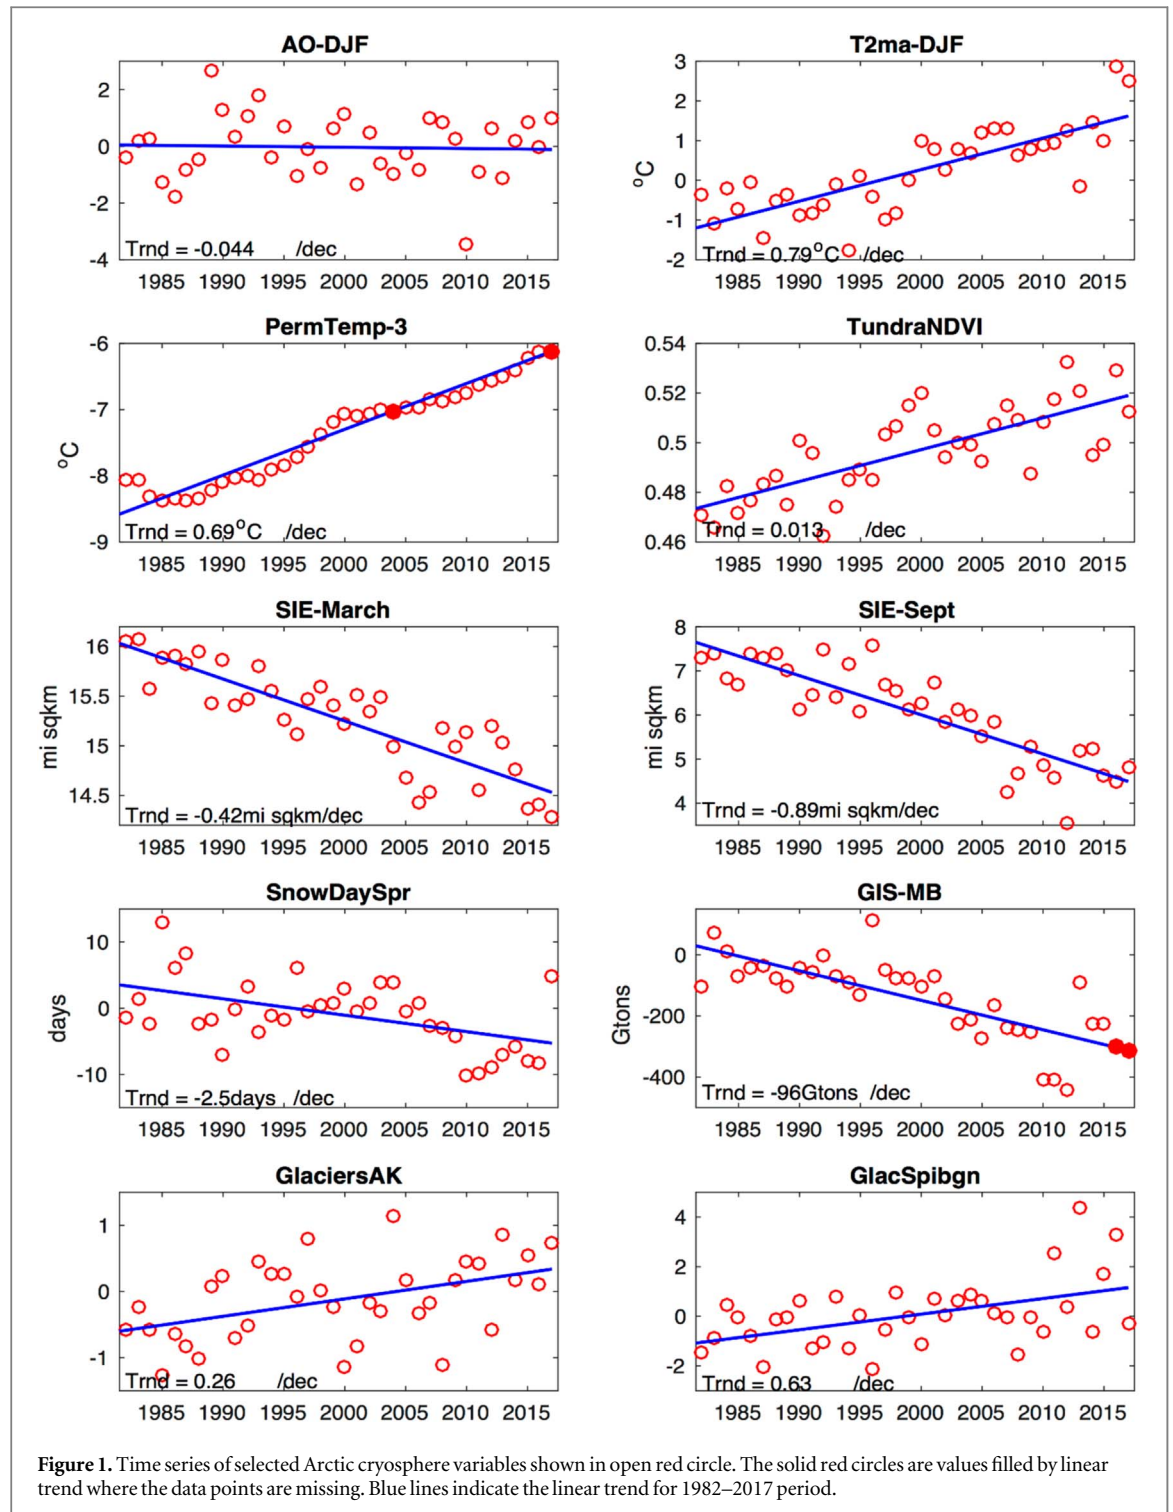 AO-DJF
2
0
-2
-4
Trnd = -0.044 /dec
1985 1990 1995 2000 2005 2010 2015
T2ma-DJF
3
2
1
0
-1
-2
°C
Trnd = 0.79°C /dec
1985 1990 1995 2000 2005 2010 2015
PermTemp-3
-6
-7
-8
-9
°C
Trnd = 0.69°C /dec
1985 1990 1995 2000 2005 2010 2015
TundraNDVI
0.54
0.52
0.5
0.48
0.46
Trnd = 0.013 /dec
1985 1990 1995 2000 2005 2010 2015
SIE-March
16
15.5
15
14.5
mi sqkm
Trnd = -0.42mi sqkm/dec
1985 1990 1995 2000 2005 2010 2015
SIE-Sept
8
7
6
5
4
mi sqkm
Trnd = -0.89mi sqkm/dec
1985 1990 1995 2000 2005 2010 2015
SnowDaySpr
10
0
-10
days
Trnd = -2.5days /dec
1985 1990 1995 2000 2005 2010 2015
GIS-MB
0
-200
-400
Gtons
Trnd = -96Gtons /dec
1985 1990 1995 2000 2005 2010 2015
GlaciersAK
1
0
-1
Trnd = 0.26 /dec
1985 1990 1995 2000 2005 2010 2015
GlacSpibgn
4
2
0
-2
Trnd = 0.63 /dec
1985 1990 1995 2000 2005 2010 2015
Figure 1. Time series of selected Arctic cryosphere variables shown in open red circle. The solid red circles are values filled by linear
trend where the data points are missing. Blue lines indicate the linear trend for 1982–2017 period.